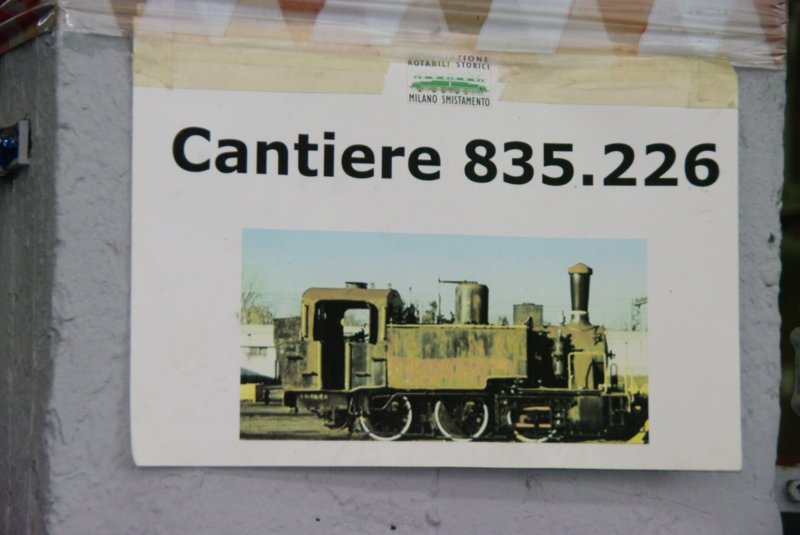 ROTABILI STORICI
MILANO SMISTAMENTO
Cantiere 835.226